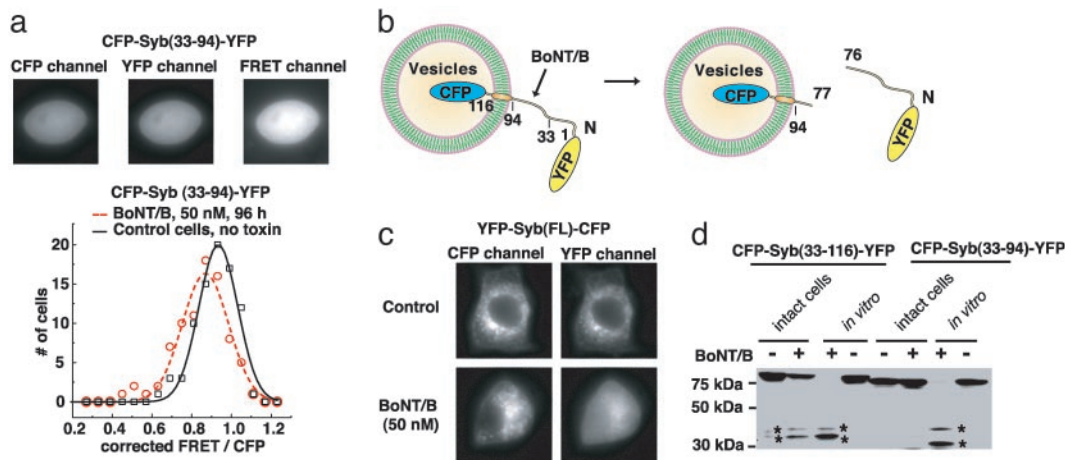 a
CFP-Syb(33-94)-YFP
CFP channel YFP channel FRET channel
CFP-Syb (33-94)-YFP
BoNT/B, 50 nM, 96 h
Control cells, no toxin
# of cells
20
15
10
5
0
0.2 0.4 0.6 0.8 1.0 1.2
corrected FRET / CFP
b
Vesicles
CFP
116
94
BoNT/B
33
1
N
YFP
Vesicles
CFP
77
94
76
N
YFP
c
YFP-Syb(FL)-CFP
CFP channel YFP channel
Control
BoNT/B
(50 nM)
d
CFP-Syb(33-116)-YFP CFP-Syb(33-94)-YFP
intact cells in vitro intact cells in vitro
BoNT/B - + + - - + + -
75 kDa
50 kDa
30 kDa
* * *
* * *